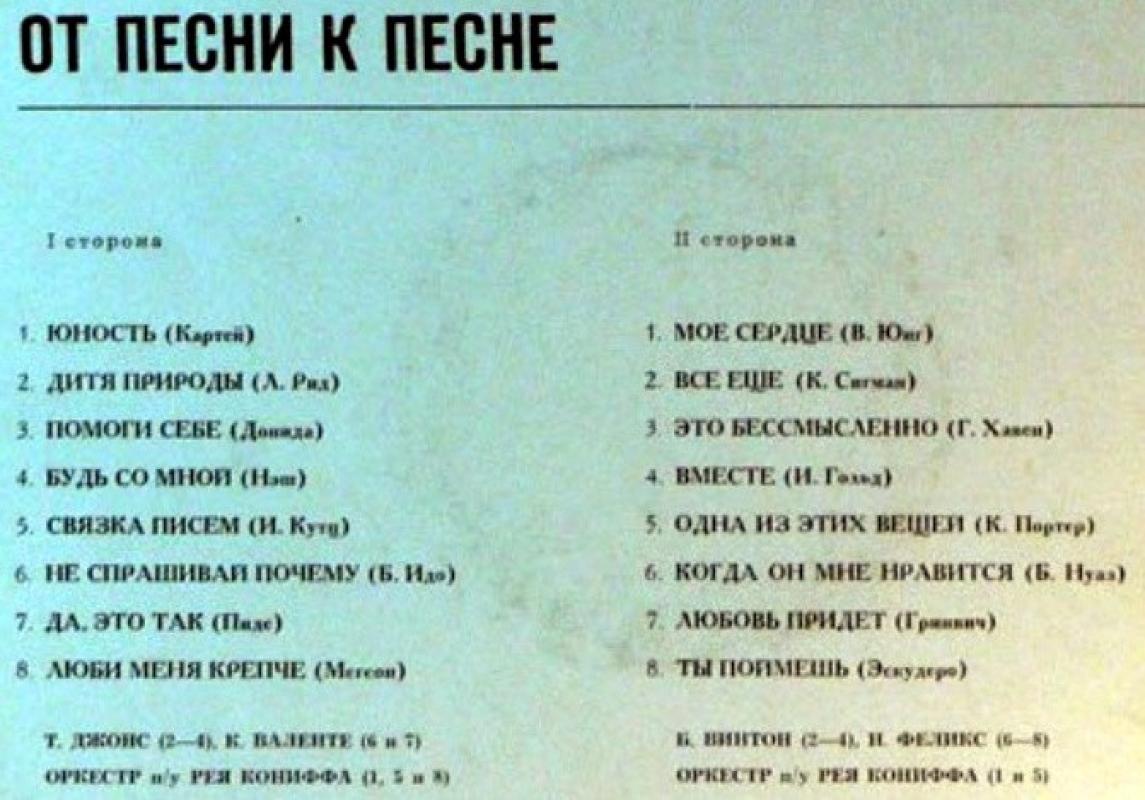 ОТ ПЕСНИ К ПЕСНЕ
I сторона
1. ЮНОСТЬ (Картей)
2. ДИТЯ ПРИРОДЫ (Л. Рид)
3. ПОМОГИ СЕБЕ (Донида)
4. БУДЬ СО МНОЙ (Нэш)
5. СВЯЗКА ПИСЕМ (И. Кутц)
6. НЕ СПРАШИВАЙ ПОЧЕМУ (Б. Идо)
7. ДА, ЭТО ТАК (Пиле)
8. ЛЮБИ МЕНЯ КРЕПЧЕ (Метсон)
Т. ДЖОНС (2—4), К. ВАЛЕНТЕ (6 и 7)
ОРКЕСТР п/у РЕЯ КОНИФФА (1, 5 и 8)
II сторона
1. МОЕ СЕРДЦЕ (В. Юнг)
2. ВСЕ ЕЩЕ (К. Сигман)
3. ЭТО БЕССМЫСЛЕННО (Г. Хавен)
4. ВМЕСТЕ (И. Гольд)
5. ОДНА ИЗ ЭТИХ ВЕЩЕЙ (К. Портер)
6. КОГДА ОН МНЕ НРАВИТСЯ (Б. Нуаз)
7. ЛЮБОВЬ ПРИДЕТ (Гринвич)
8. ТЫ ПОЙМЕШЬ (Эскудеро)
Б. ВИНТОН (2—4), Н. ФЕЛИКС (6—8)
ОРКЕСТР п/у РЕЯ КОНИФФА (1 и 5)